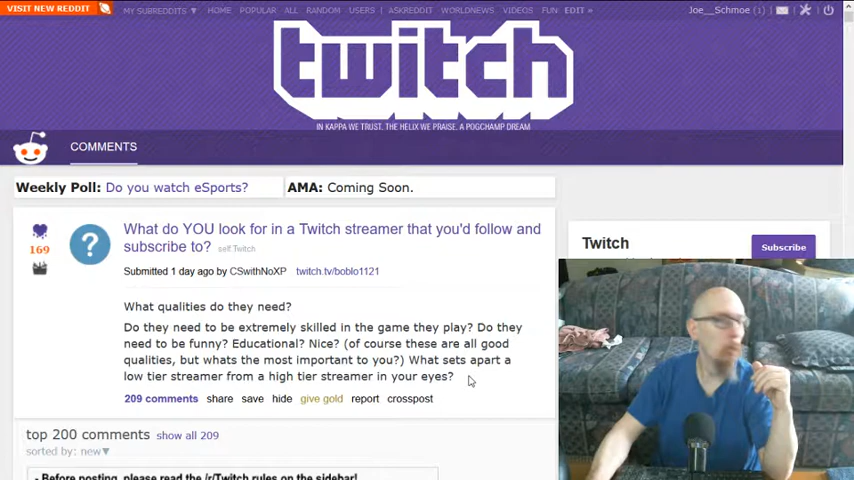 VISIT NEW REDDIT
MY SUBREDDITS ▼ HOME POPULAR ALL RANDOM USERS | ASKREDDIT WORLDNEWS VIDEOS FUN EDIT »
Joe__Schmoe (1)
twitch
IN KAPPA WE TRUST. THE HELIX WE PRAISE. A POGCHAMP DREAM
COMMENTS
Weekly Poll: Do you watch eSports?
AMA: Coming Soon.
169
What do YOU look for in a Twitch streamer that you'd follow and
subscribe to? self.Twitch
Submitted 1 day ago by CSwithNoXP twitch.tv/boblo1121
What qualities do they need?
Do they need to be extremely skilled in the game they play? Do they
need to be funny? Educational? Nice? (of course these are all good
qualities, but whats the most important to you?) What sets apart a
low tier streamer from a high tier streamer in your eyes?
209 comments share save hide give gold report crosspost
Twitch
Subscribe
top 200 comments show all 209
sorted by: new▼
- Before posting, please read the /r/Twitch rules on the sidebar!